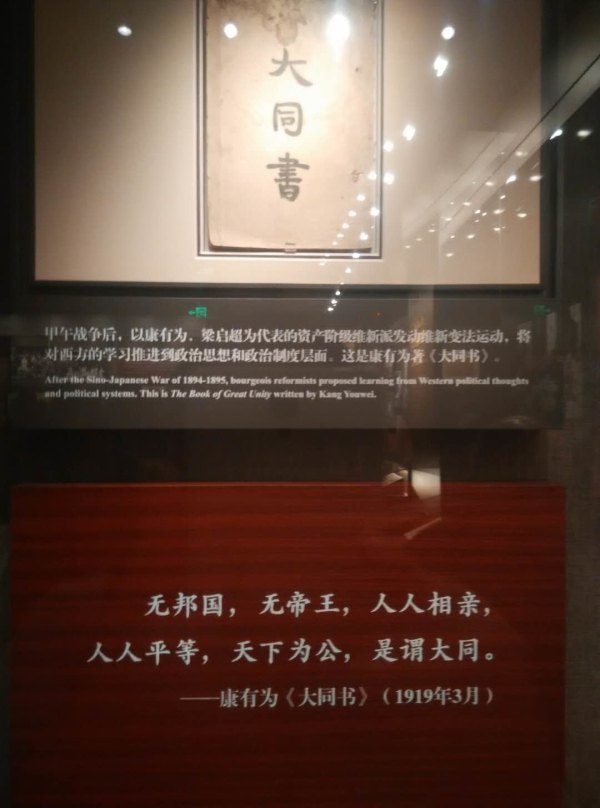 大
同
書
甲午战争后，以康有为、梁启超为代表的资产阶级维新派发动维新变法运动，将
对西方的学习推进到政治思想和政治制度层面。这是康有为著《大同书》。
After the Sino-Japanese War of 1894-1895, bourgeois reformists proposed learning from Western political thoughts
and political systems. This is The Book of Great Unity written by Kang Youwei.
无邦国，无帝王，人人相亲，
人人平等，天下为公，是谓大同。
——康有为《大同书》（1919年3月）